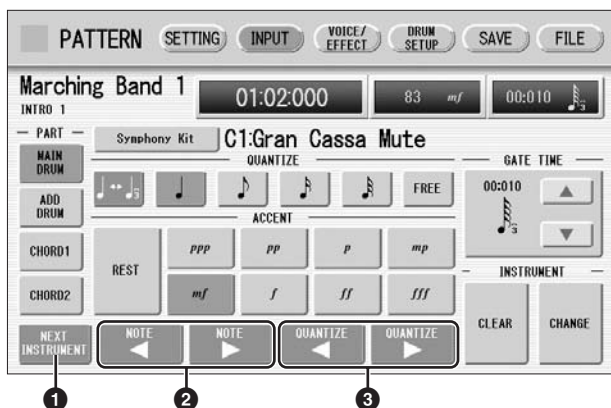 PATTERN SETTING INPUT VOICE/EFFECT DRUM SETUP SAVE FILE
Marching Band 1 01:02:000 83 mf 00:010 3
INTRO 1
PART
Symphony Kit C1:Gran Cassa Mute
MAIN DRUM
QUANTIZE
GATE TIME
3 FREE
00:010
3
ADD DRUM
ACCENT
CHORD1 REST ppp pp p mp
INSTRUMENT
CHORD2 mf f ff fff
CLEAR CHANGE
NEXT INSTRUMENT NOTE NOTE QUANTIZE QUANTIZE
1 2 3